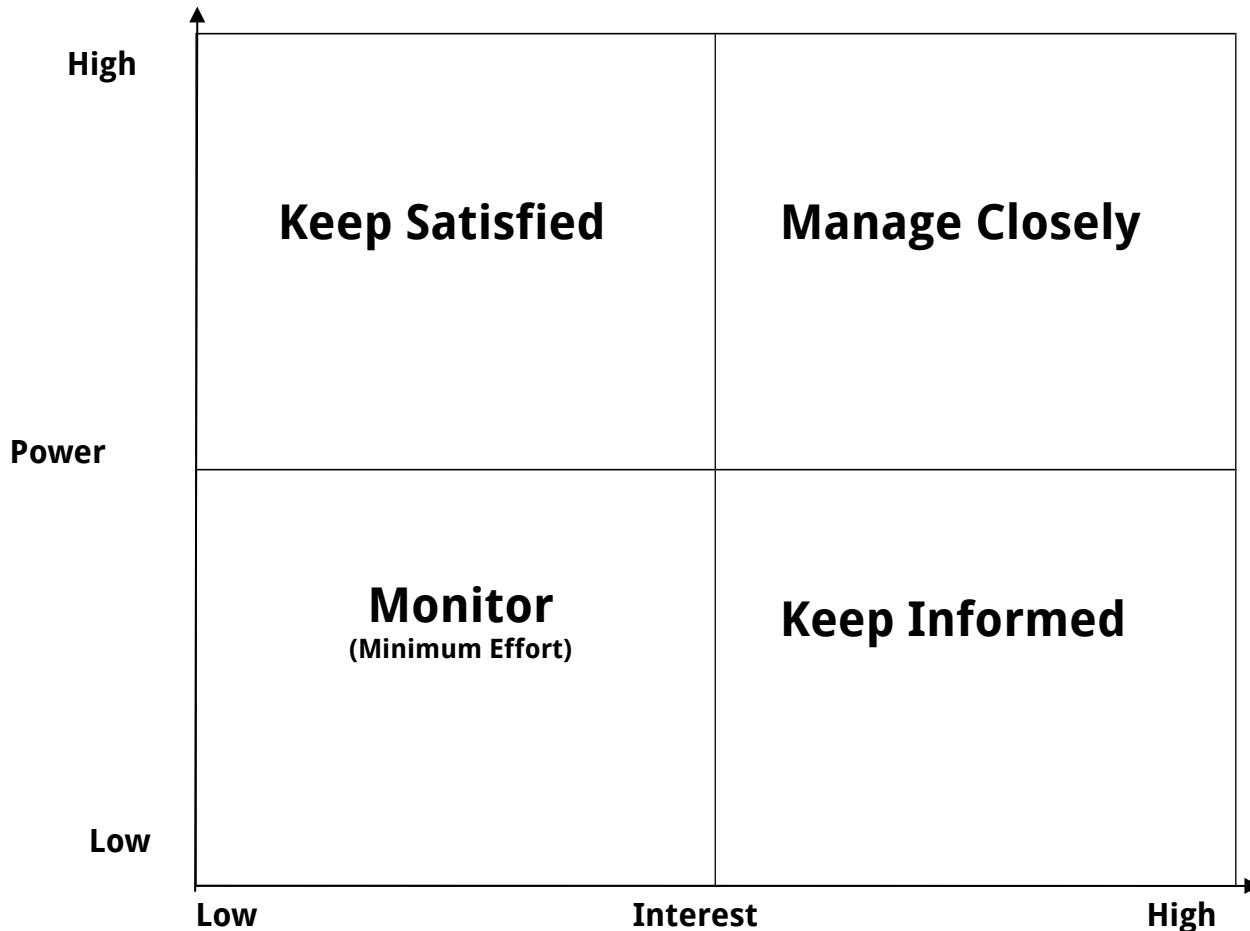 High
Keep Satisfied
Manage Closely
Power
Monitor
(Minimum Effort)
Keep Informed
Low
Low
Interest
High